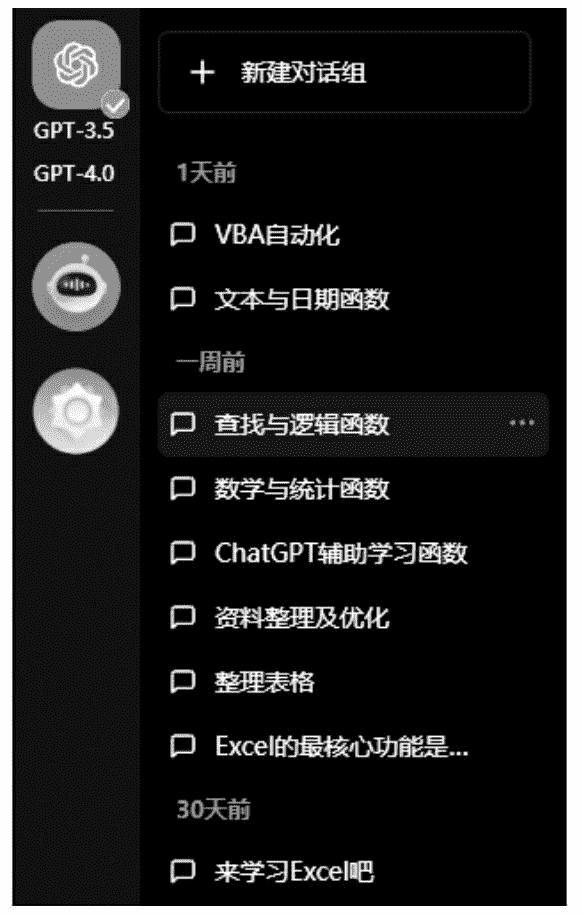 GPT-3.5
GPT-4.0
新建对话组
1天前
VBA自动化
文本与日期函数
一周前
查找与逻辑函数
数学与统计函数
ChatGPT辅助学习函数
资料整理及优化
整理表格
Excel的最核心功能是...
30天前
来学习Excel吧